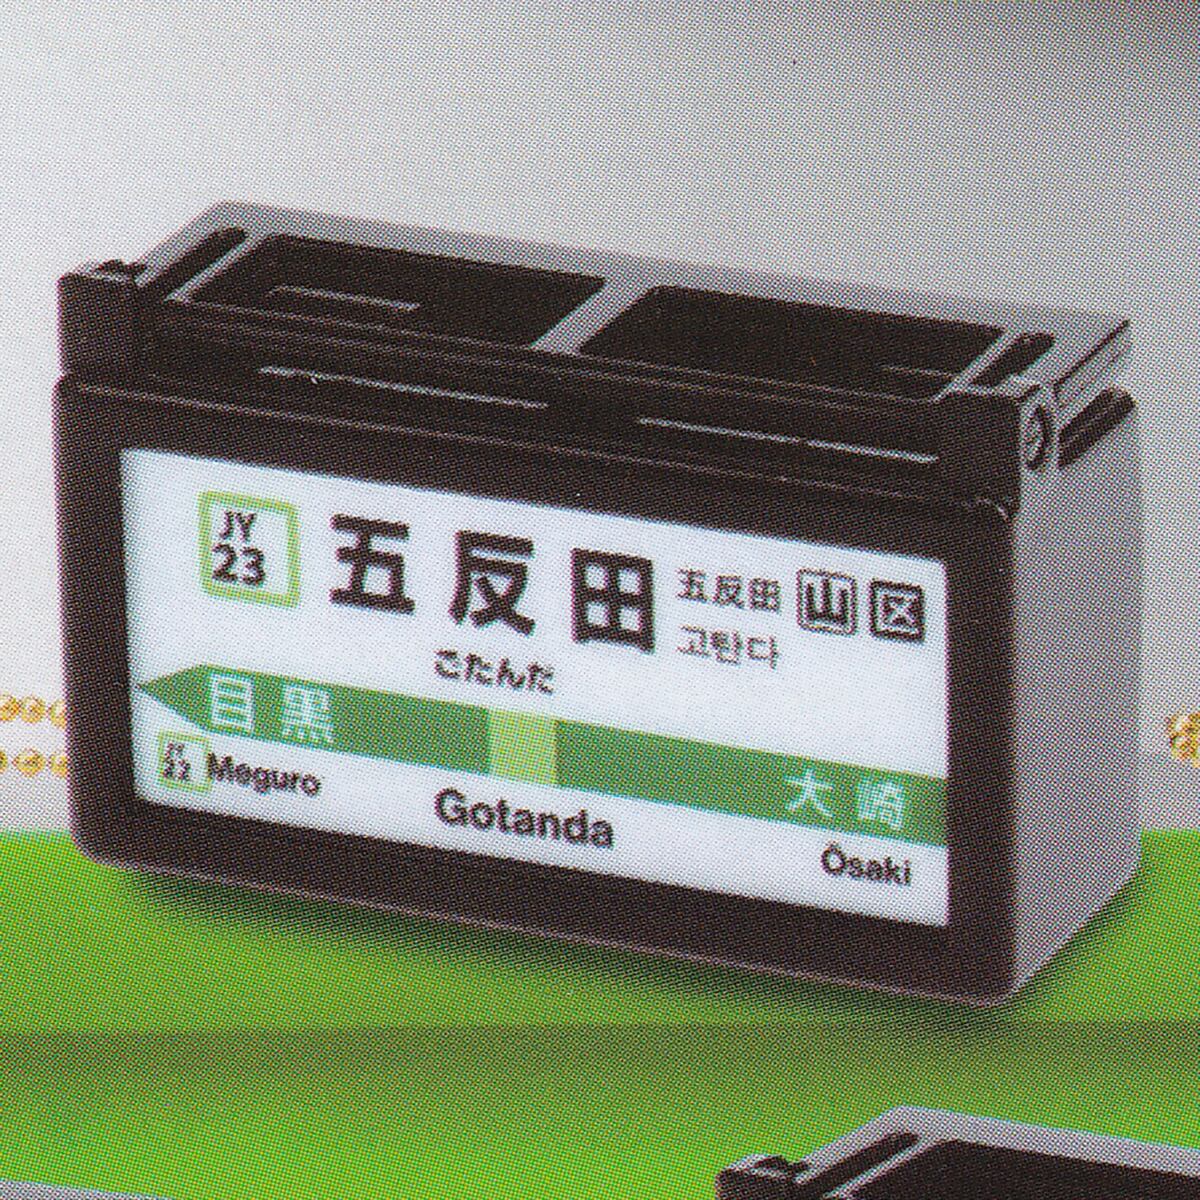 JY
23
五反田
五反田
고탄다
山 区
ごたんだ
目黒
大崎
JY
22
Meguro
Gotanda
Ōsaki